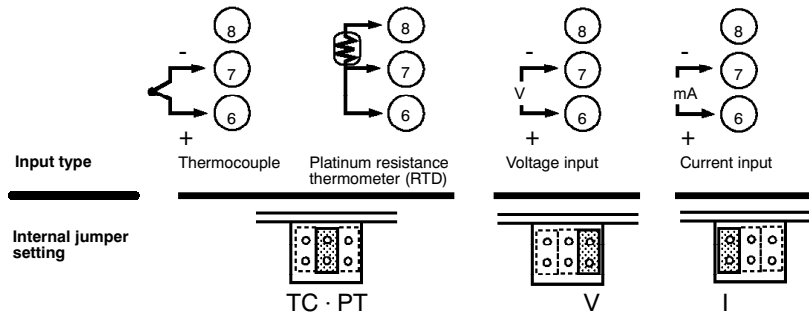 8 8 8 8
- - -
7 7 7 7
V mA
6 6 6 6
+ + +
Input type
Thermocouple
Platinum resistance
thermometer (RTD)
Voltage input
Current input
Internal jumper
setting
TC · PT
V
I